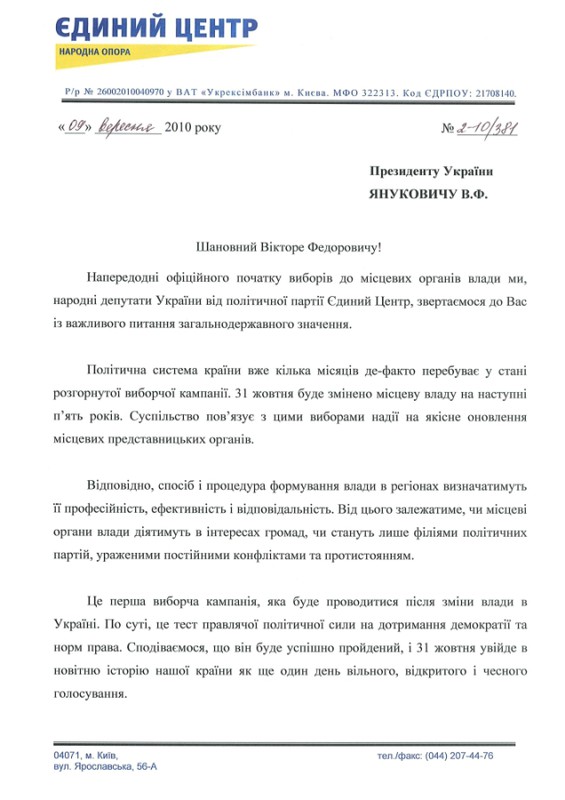 ЄДИНИЙ ЦЕНТР
НАРОДНА ОПОРА
Р/р № 26002010040970 у ВАТ «Укрексімбанк» м. Києва. МФО 322313. Код ЄДРПОУ: 21708140.
«09» вересня 2010 року № 2-10/381
Президенту України
ЯНУКОВИЧУ В.Ф.
Шановний Вікторе Федоровичу!
Напередодні офіційного початку виборів до місцевих органів влади ми,
народні депутати України від політичної партії Єдиний Центр, звертаємося до Вас
із важливого питання загальнодержавного значення.
Політична система країни вже кілька місяців де-факто перебуває у стані
розгорнутої виборчої кампанії. 31 жовтня буде змінено місцеву владу на наступні
п’ять років. Суспільство пов’язує з цими виборами надії на якісне оновлення
місцевих представницьких органів.
Відповідно, спосіб і процедура формування влади в регіонах визначатимуть
її професійність, ефективність і відповідальність. Від цього залежатиме, чи місцеві
органи влади діятимуть в інтересах громад, чи стануть лише філіями політичних
партій, ураженими постійними конфліктами та протистоянням.
Це перша виборча кампанія, яка буде проводитися після зміни влади в
Україні. По суті, це тест правлячої політичної сили на дотримання демократії та
норм права. Сподіваємося, що він буде успішно пройдений, і 31 жовтня увійде в
новітню історію нашої країни як ще один день вільного, відкритого і чесного
голосування.
04071, м. Київ, тел./факс: (044) 207-44-76
вул. Ярославська, 56-А